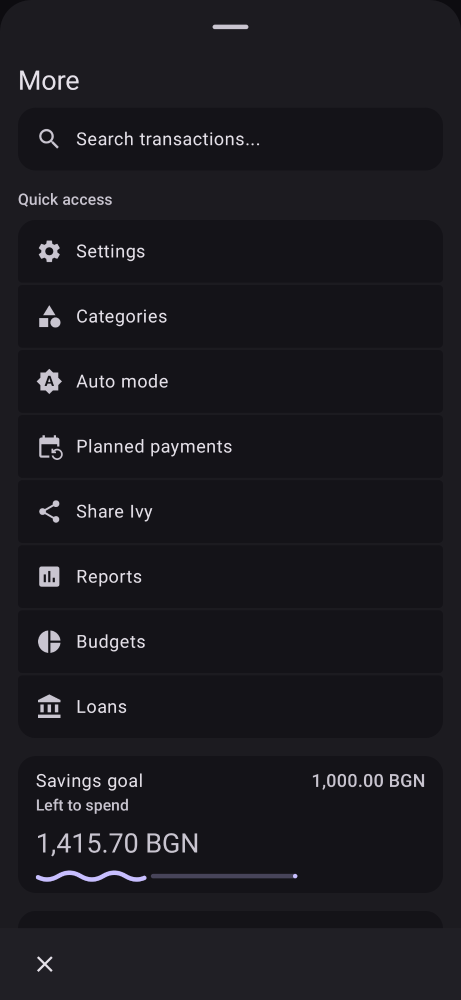 More
Search transactions...
Quick access
Settings
Categories
Auto mode
Planned payments
Share Ivy
Reports
Budgets
Loans
Savings goal 1,000.00 BGN
Left to spend
1,415.70 BGN